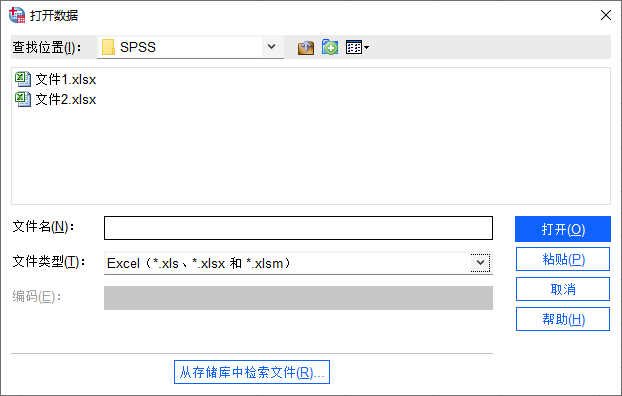 打开数据
查找位置(I)： SPSS
文件1.xlsx
文件2.xlsx
文件名(N)： 打开(O)
文件类型(T)： Excel（*.xls、*.xlsx 和 *.xlsm） 粘贴(P)
编码(E)： 取消
帮助(H)
从存储库中检索文件(R)...